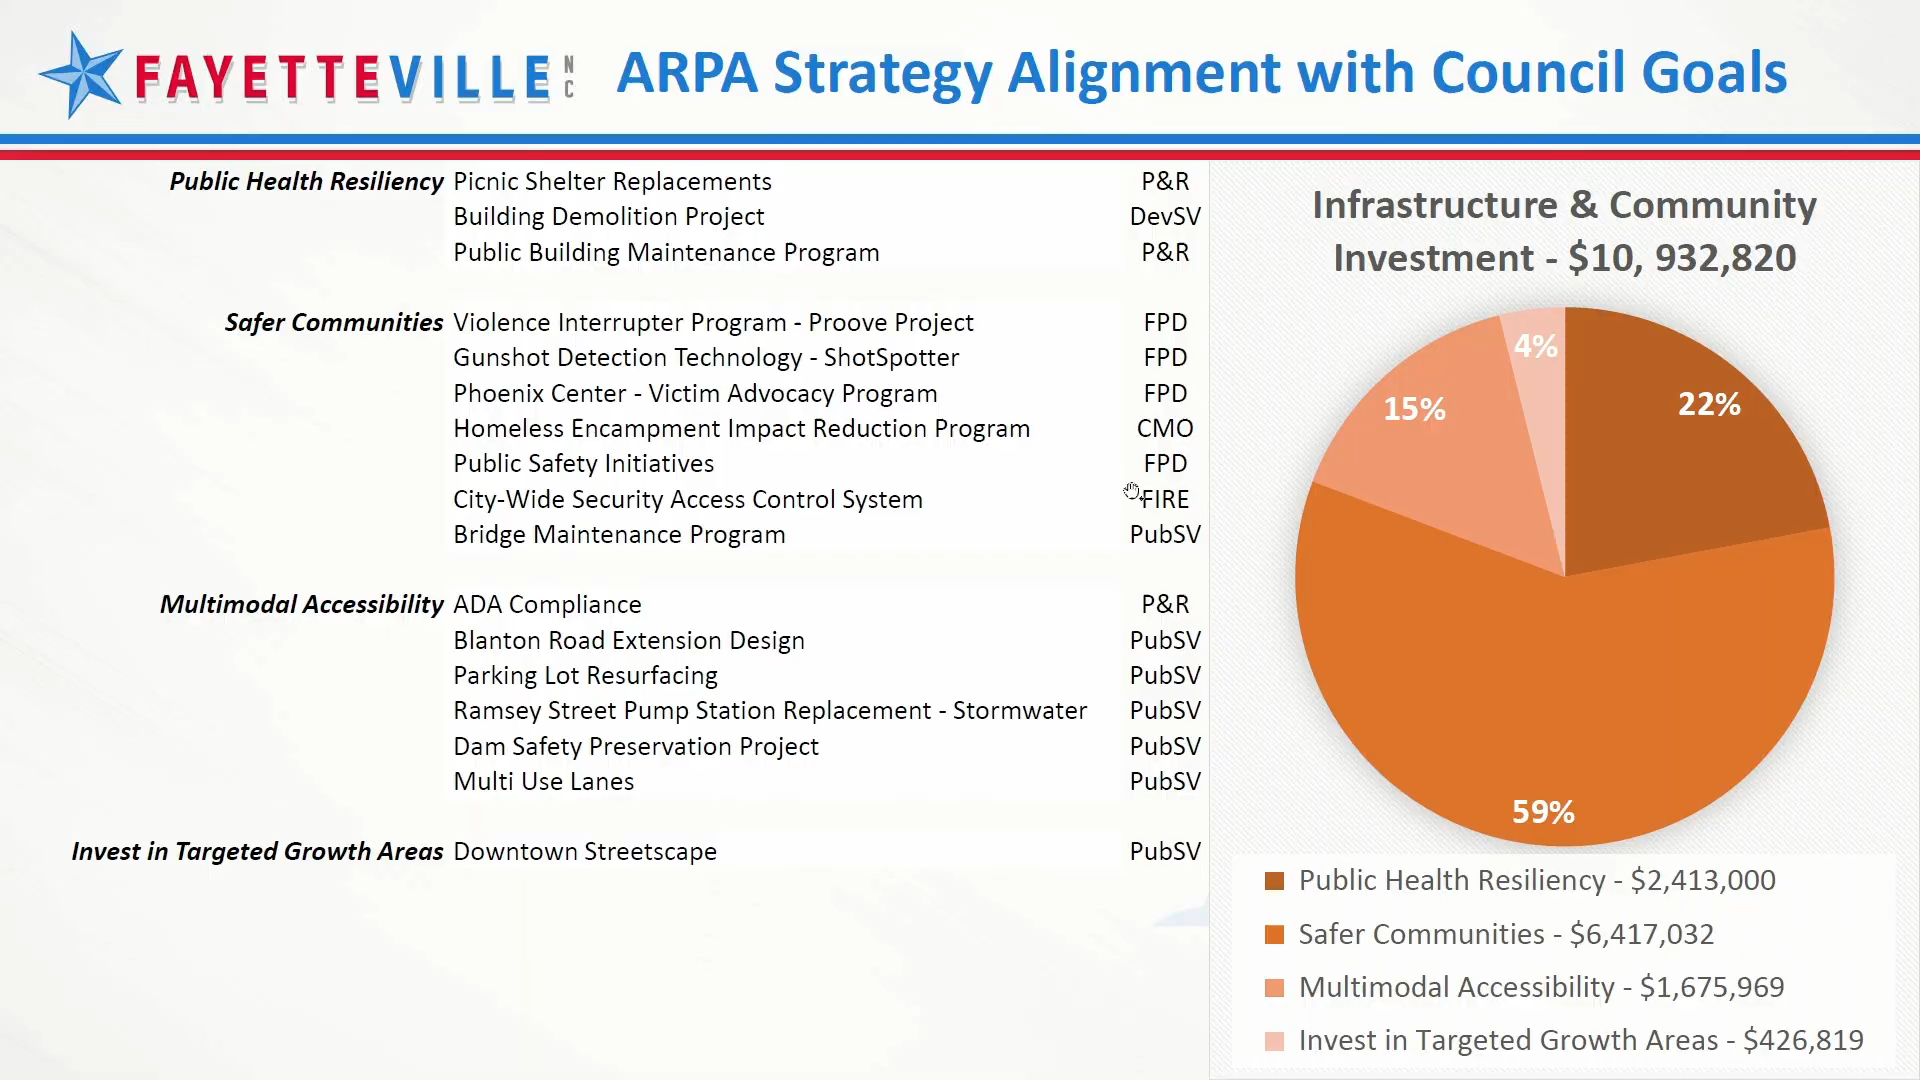 FAYETTEVILLE NC
ARPA Strategy Alignment with Council Goals
Public Health Resiliency Picnic Shelter Replacements P&R
Building Demolition Project DevSV
Public Building Maintenance Program P&R
Safer Communities Violence Interrupter Program - Proove Project FPD
Gunshot Detection Technology - ShotSpotter FPD
Phoenix Center - Victim Advocacy Program FPD
Homeless Encampment Impact Reduction Program CMO
Public Safety Initiatives FPD
City-Wide Security Access Control System FIRE
Bridge Maintenance Program PubSV
Multimodal Accessibility ADA Compliance P&R
Blanton Road Extension Design PubSV
Parking Lot Resurfacing PubSV
Ramsey Street Pump Station Replacement - Stormwater PubSV
Dam Safety Preservation Project PubSV
Multi Use Lanes PubSV
Invest in Targeted Growth Areas Downtown Streetscape PubSV
Infrastructure & Community
Investment - $10, 932,820
4%
22%
15%
59%
Public Health Resiliency - $2,413,000
Safer Communities - $6,417,032
Multimodal Accessibility - $1,675,969
Invest in Targeted Growth Areas - $426,819